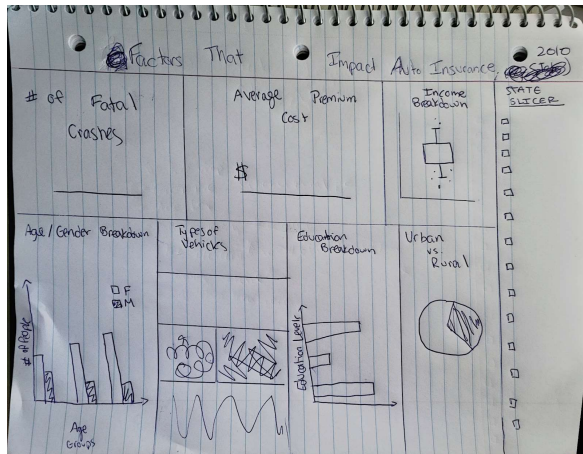 Factors That Impact Auto Insurance, 2010
# of Fatal
Crashes
Average Premium
Cost
$
Income
Breakdown
STATE
SLICER
Age/Gender Breakdown
F
M
# of People
Age
Groups
Types of
Vehicles
Education
Breakdown
Education Levels
Urban
vs.
Rural